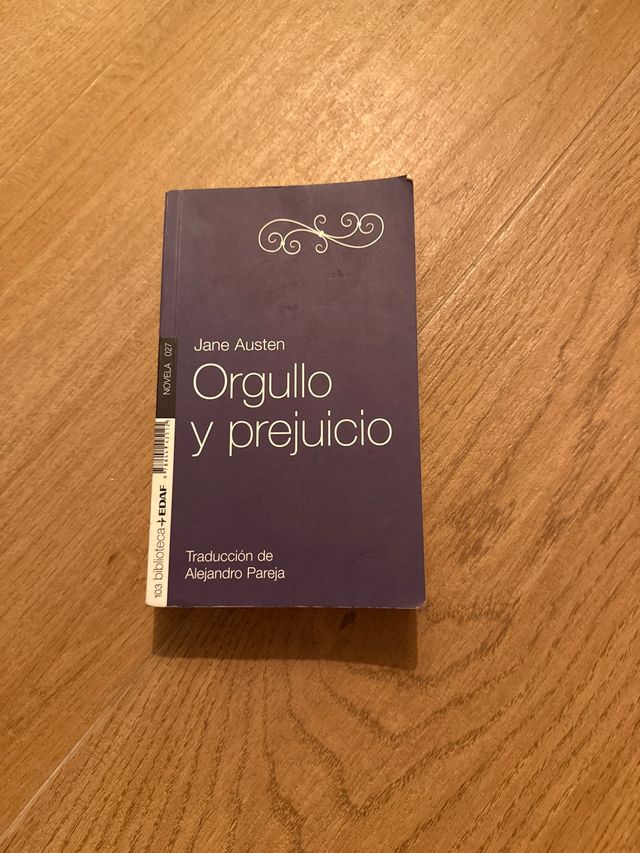 Jane Austen
Orgullo
y prejuicio
Traducción de
Alejandro Pareja
NOVELA 027
103 biblioteca+EDAF